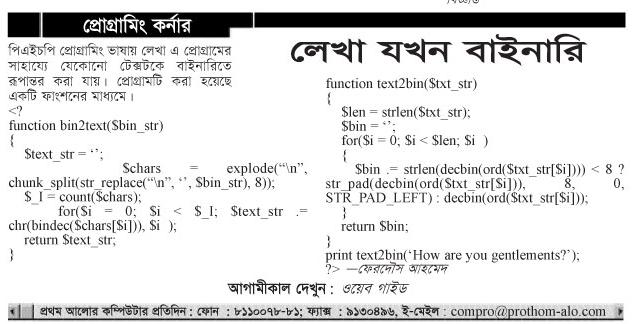 প্রোগ্রামিং কর্নার
লেখা যখন বাইনারি
পিএইচপি প্রোগ্রামিং ভাষায় লেখা এ প্রোগ্রামের
সাহায্যে যেকোনো টেক্সটকে বাইনারিতে
রূপান্তর করা যায়। প্রোগ্রামটি করা হয়েছে
একটি ফাংশনের মাধ্যমে।
<?
function bin2text($bin_str)
{
$text_str = ‘’;
$chars = explode(“\n”,
chunk_split(str_replace(“\n”, ‘’, $bin_str), 8));
$_I = count($chars);
for($i = 0; $i < $_I; $text_str .=
chr(bindec($chars[$i])), $i );
return $text_str;
}
function text2bin($txt_str)
{
$len = strlen($txt_str);
$bin = ‘’;
for($i = 0; $i < $len; $i )
{
$bin .= strlen(decbin(ord($txt_str[$i]))) < 8 ?
str_pad(decbin(ord($txt_str[$i])), 8, 0,
STR_PAD_LEFT) : decbin(ord($txt_str[$i]));
}
return $bin;
}
print text2bin(‘How are you gentlements?’);
?> —ফেরদৌস আহমেদ
আগামীকাল দেখুন : ওয়েব গাইড
প্রথম আলোর কম্পিউটার প্রতিদিন : ফোন : ৮১১০০৭৮-৮১; ফ্যাক্স : ৯১৩০৪৯৬, ই-মেইল : compro@prothom-alo.com